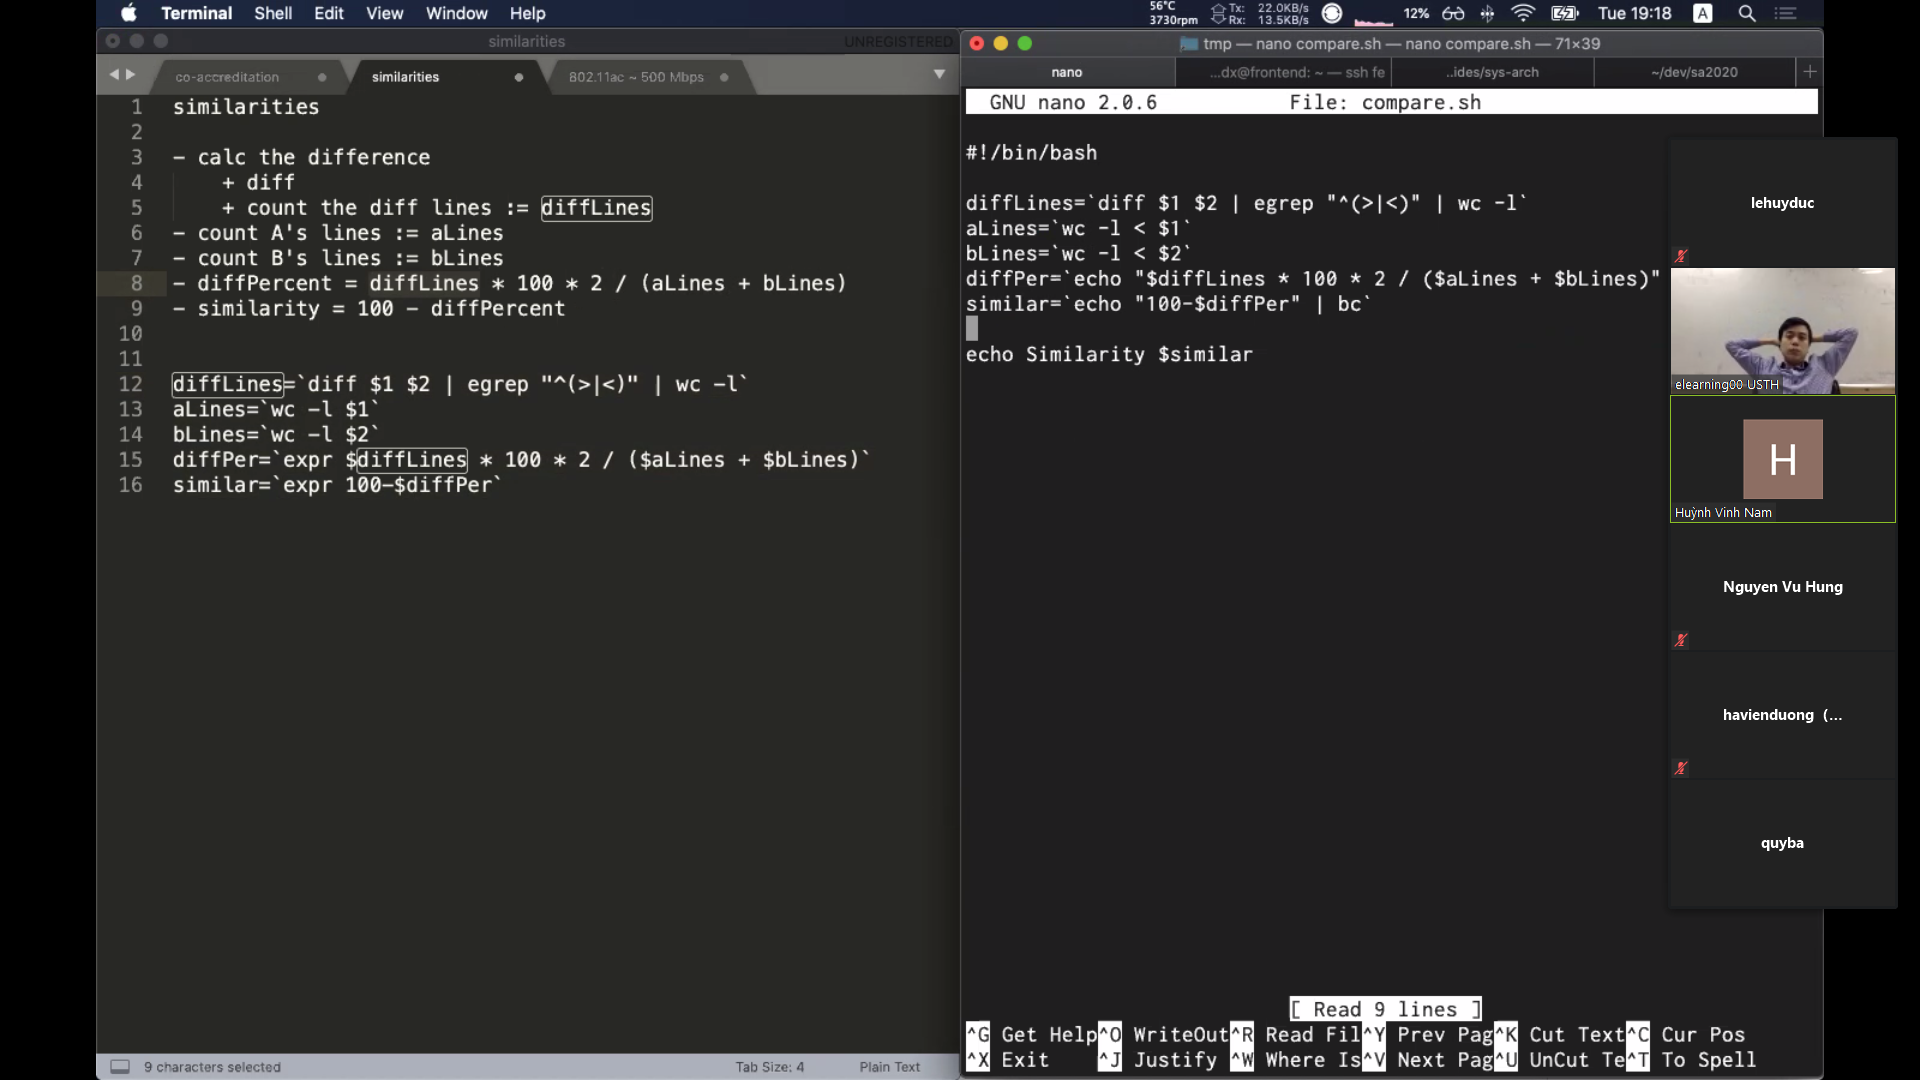 Terminal Shell Edit View Window Help
56°C
3730rpm
Tx: 22.0KB/s
Rx: 13.5KB/s
12%
Tue 19:18
A
similarities
UNREGISTERED
co-accreditation
similarities
802.11ac ~ 500 Mbps
1 similarities
2
3 - calc the difference
4 + diff
5 + count the diff lines := diffLines
6 - count A's lines := aLines
7 - count B's lines := bLines
8 - diffPercent = diffLines * 100 * 2 / (aLines + bLines)
9 - similarity = 100 - diffPercent
10
11
12 diffLines=`diff $1 $2 | egrep "^(>|<)" | wc -l`
13 aLines=`wc -l $1`
14 bLines=`wc -l $2`
15 diffPer=`expr $diffLines * 100 * 2 / ($aLines + $bLines)`
16 similar=`expr 100-$diffPer`
9 characters selected
Tab Size: 4
Plain Text
tmp — nano compare.sh — nano compare.sh — 71×39
nano
...dx@frontend: ~ — ssh fe
..ides/sys-arch
~/dev/sa2020
GNU nano 2.0.6 File: compare.sh
#!/bin/bash
diffLines=`diff $1 $2 | egrep "^(>|<)" | wc -l`
aLines=`wc -l < $1`
bLines=`wc -l < $2`
diffPer=`echo "$diffLines * 100 * 2 / ($aLines + $bLines)"
similar=`echo "100-$diffPer" | bc`
echo Similarity $similar
[ Read 9 lines ]
^G Get Help ^O WriteOut ^R Read Fil ^Y Prev Pag ^K Cut Text ^C Cur Pos
^X Exit ^J Justify ^W Where Is ^V Next Pag ^U UnCut Te ^T To Spell
lehuyduc
elearning00 USTH
H
Huỳnh Vinh Nam
Nguyen Vu Hung
havienduong (...
quyba